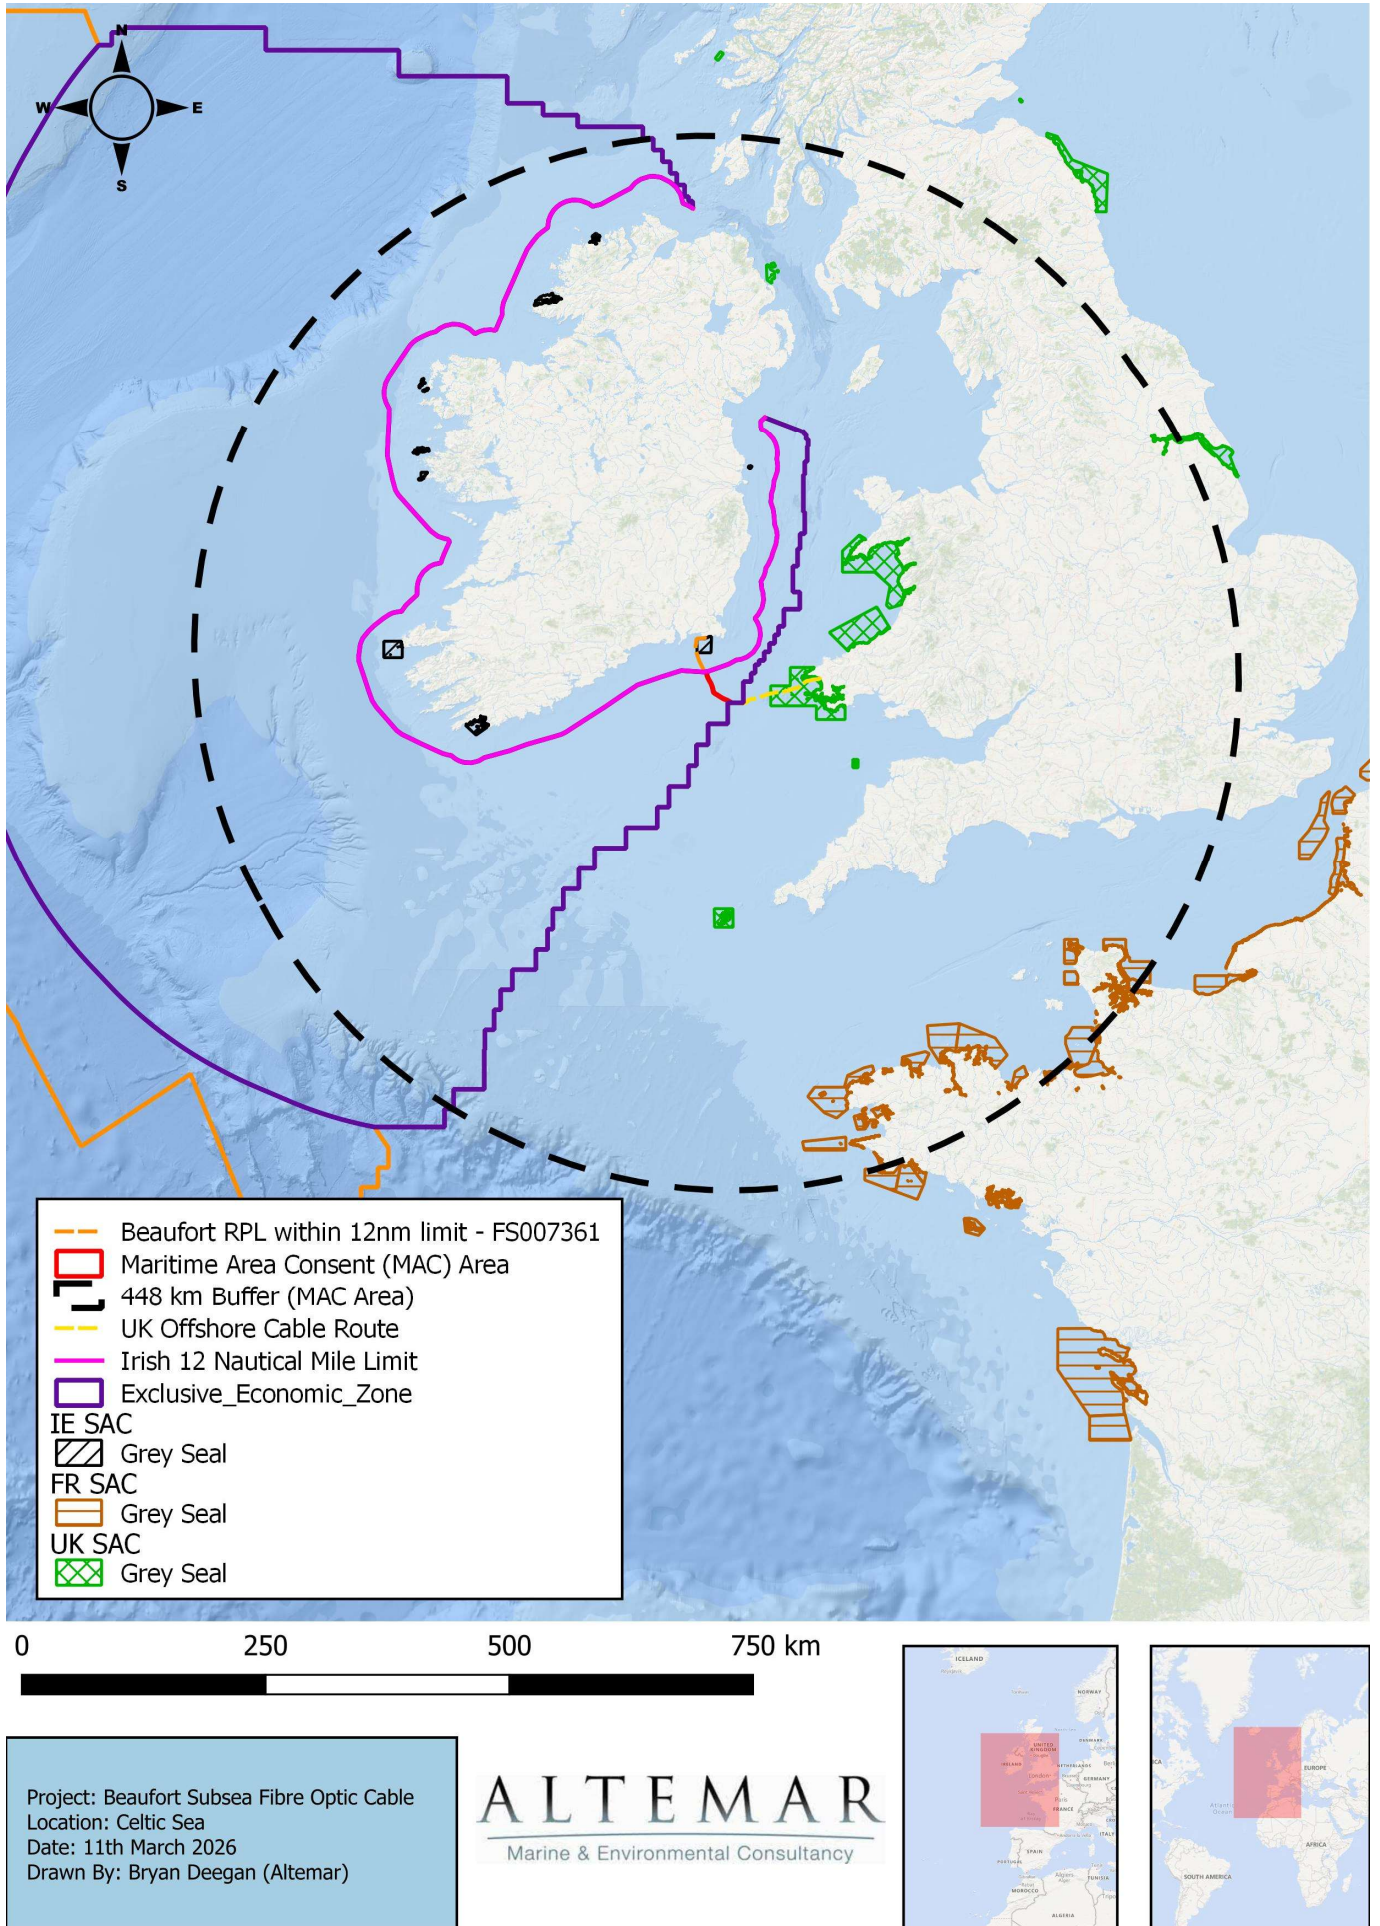 N
W
E
S
Beaufort RPL within 12nm limit - FS007361
Maritime Area Consent (MAC) Area
448 km Buffer (MAC Area)
UK Offshore Cable Route
Irish 12 Nautical Mile Limit
Exclusive_Economic_Zone
IE SAC
Grey Seal
FR SAC
Grey Seal
UK SAC
Grey Seal
0 250 500 750 km
Project: Beaufort Subsea Fibre Optic Cable
Location: Celtic Sea
Date: 11th March 2026
Drawn By: Bryan Deegan (Altemar)
ALTEMAR
Marine & Environmental Consultancy
ICELAND
NORWAY
UNITED
KINGDOM
DENMARK
IRELAND
NETHERLANDS
GERMANY
Paris
FRANCE
ITALY
SPAIN
PORTUGAL
Algiers
TUNISIA
MOROCCO
ALGERIA
EUROPE
Atlantic
Ocean
AFRICA
SOUTH AMERICA